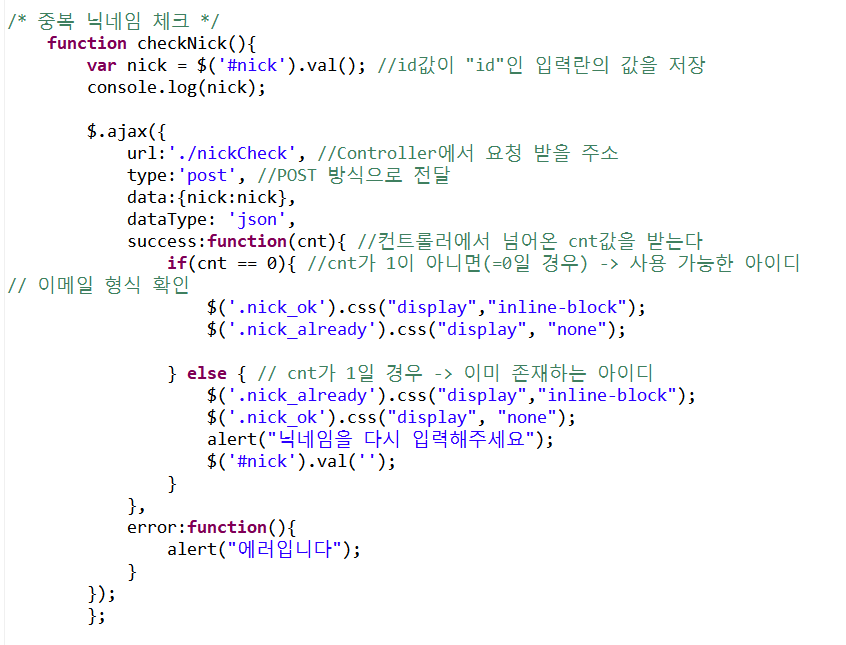 /* 중복 닉네임 체크 */
function checkNick(){
var nick = $('#nick').val(); //id값이 "id"인 입력란의 값을 저장
console.log(nick);
$.ajax({
url:'./nickCheck', //Controller에서 요청 받을 주소
type:'post', //POST 방식으로 전달
data:{nick:nick},
dataType: 'json',
success:function(cnt){ //컨트롤러에서 넘어온 cnt값을 받는다
if(cnt == 0){ //cnt가 1이 아니면(=0일 경우) -> 사용 가능한 아이디
// 이메일 형식 확인
$('.nick_ok').css("display","inline-block");
$('.nick_already').css("display", "none");
} else { // cnt가 1일 경우 -> 이미 존재하는 아이디
$('.nick_already').css("display","inline-block");
$('.nick_ok').css("display", "none");
alert("닉네임을 다시 입력해주세요");
$('#nick').val('');
}
},
error:function(){
alert("에러입니다");
}
});
};